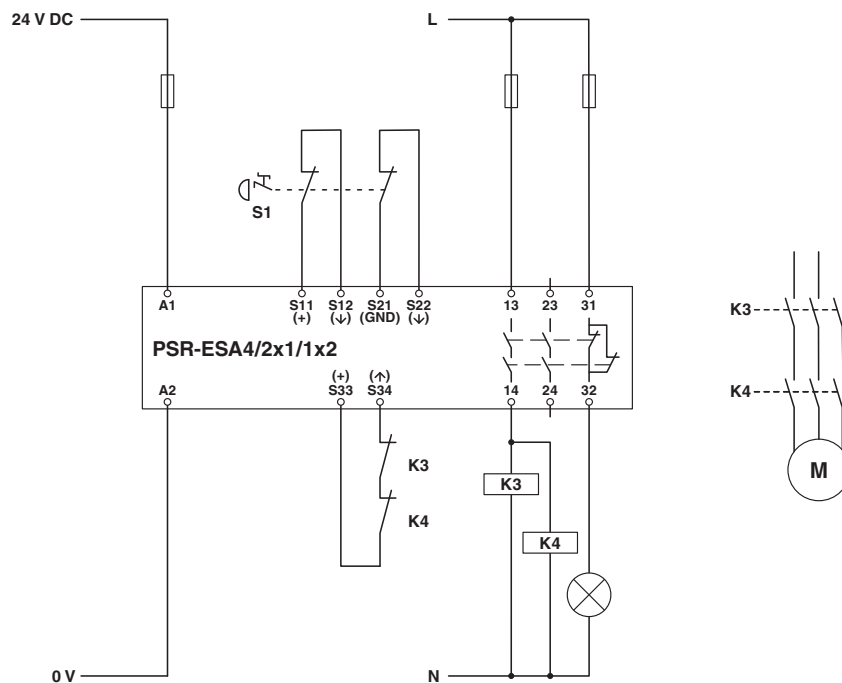 24 V DC
L
S1
A1
S11 S12 S21 S22
(+) (↓) (GND) (↓)
13 23 31
PSR-ESA4/2x1/1x2
(+) (↑)
A2
S33 S34
14 24 32
K3
K4
K3
K4
K3
K4
M
0 V
N